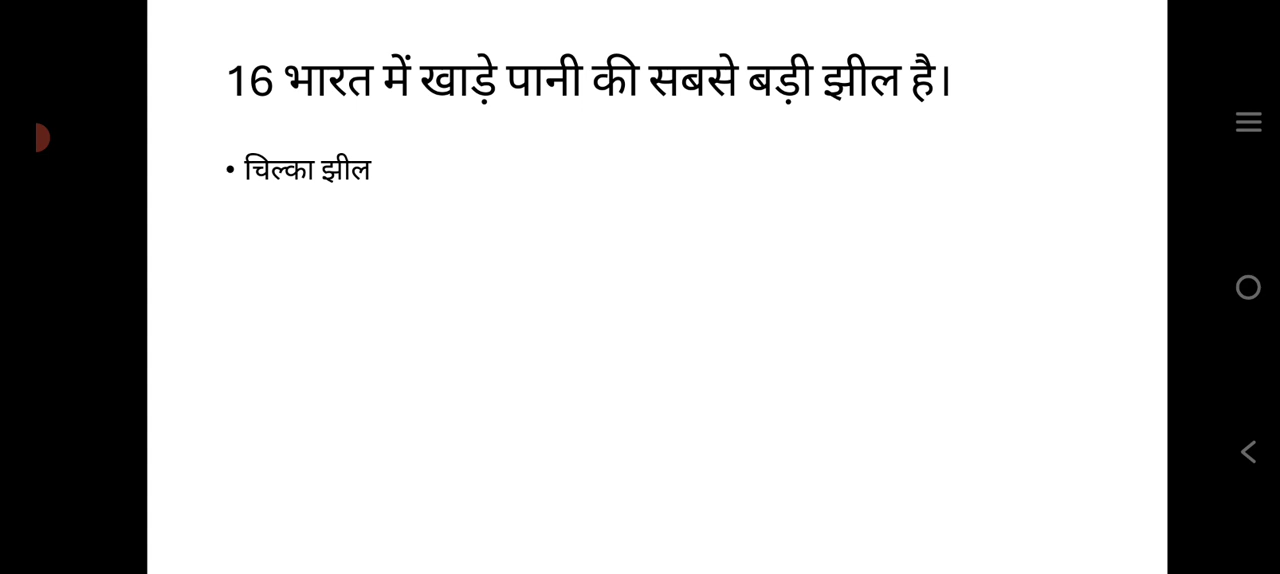 16 भारत में खाड़े पानी की सबसे बड़ी झील है।
• चिल्का झील